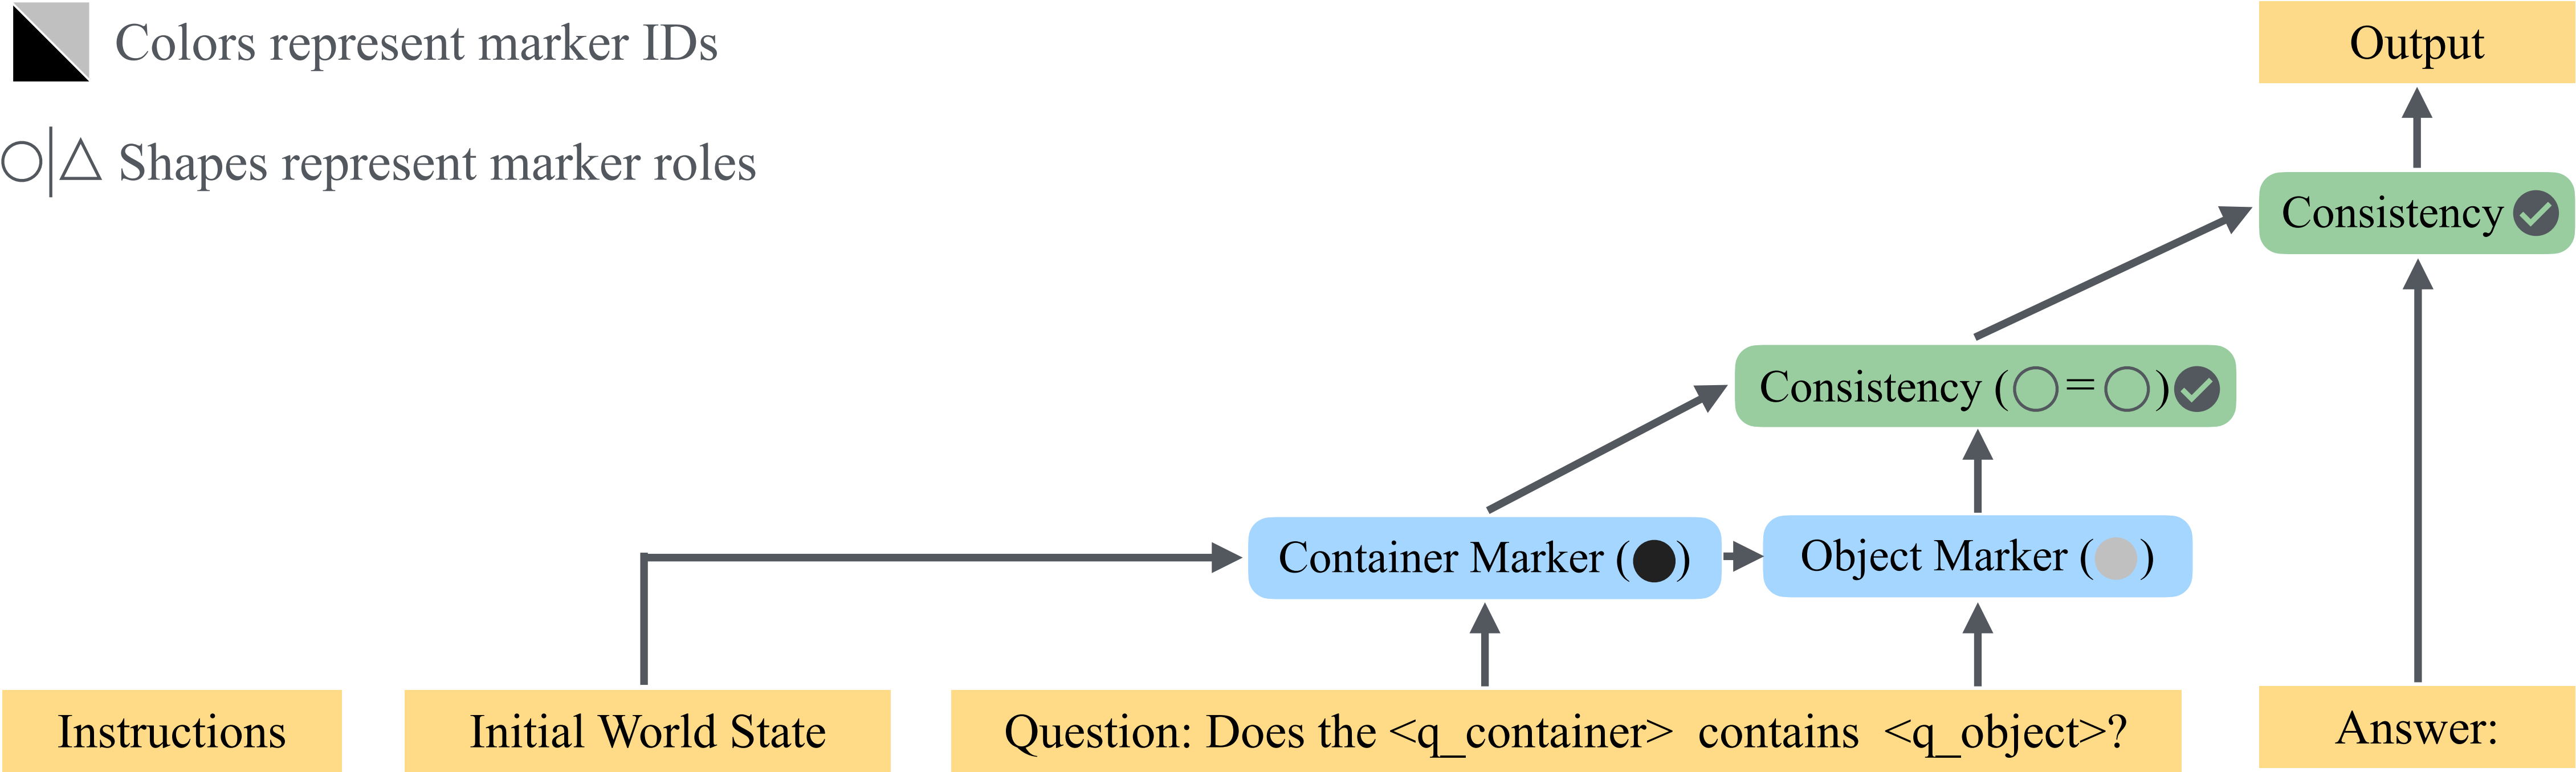 Colors represent marker IDs
Shapes represent marker roles
Output
Consistency
Consistency (○=○)
Container Marker (●)
Object Marker (●)
Instructions
Initial World State
Question: Does the <q_container> contains <q_object>?
Answer: